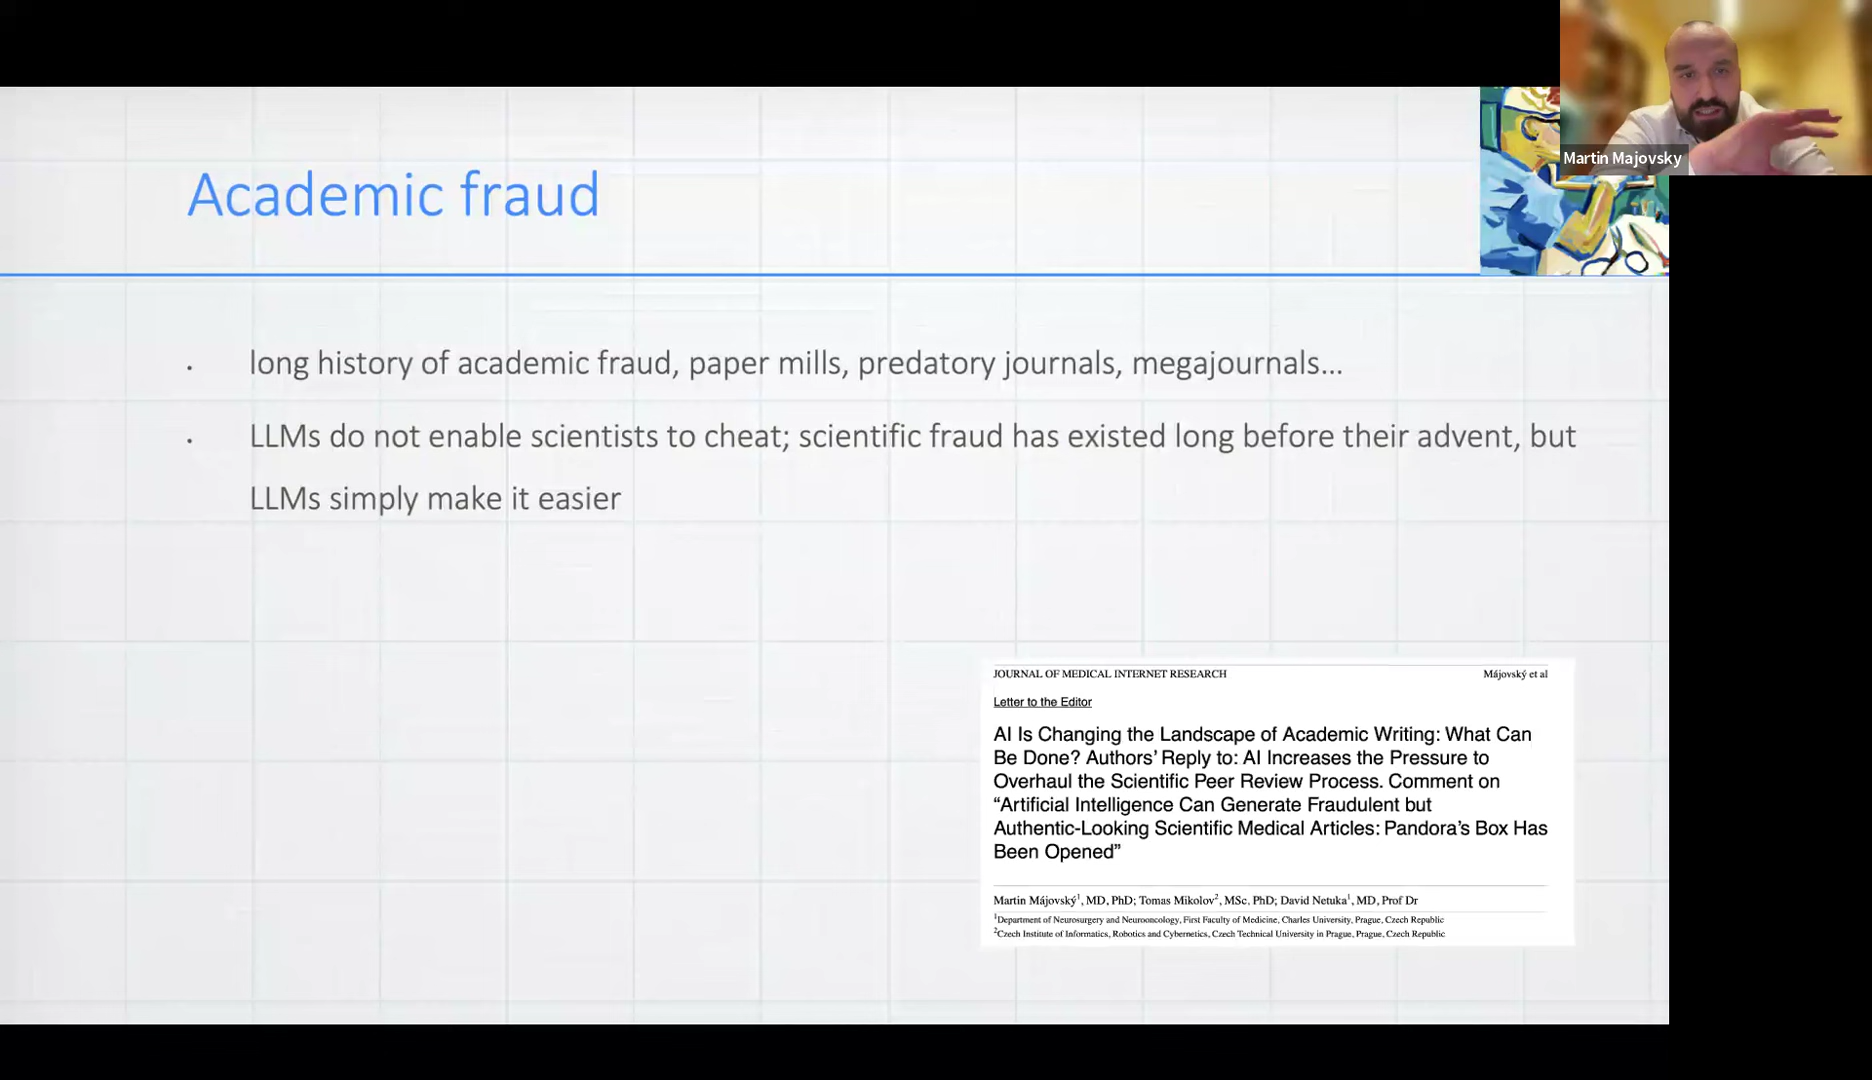 Martin Majovsky
Academic fraud
long history of academic fraud, paper mills, predatory journals, megajournals...
LLMs do not enable scientists to cheat; scientific fraud has existed long before their advent, but
LLMs simply make it easier
JOURNAL OF MEDICAL INTERNET RESEARCH Májovský et al
Letter to the Editor
AI Is Changing the Landscape of Academic Writing: What Can
Be Done? Authors’ Reply to: AI Increases the Pressure to
Overhaul the Scientific Peer Review Process. Comment on
“Artificial Intelligence Can Generate Fraudulent but
Authentic-Looking Scientific Medical Articles: Pandora’s Box Has
Been Opened”
Martin Májovský1, MD, PhD; Tomas Mikolov2, MSc, PhD; David Netuka1, MD, Prof Dr
1Department of Neurosurgery and Neurooncology, First Faculty of Medicine, Charles University, Prague, Czech Republic
2Czech Institute of Informatics, Robotics and Cybernetics, Czech Technical University in Prague, Prague, Czech Republic